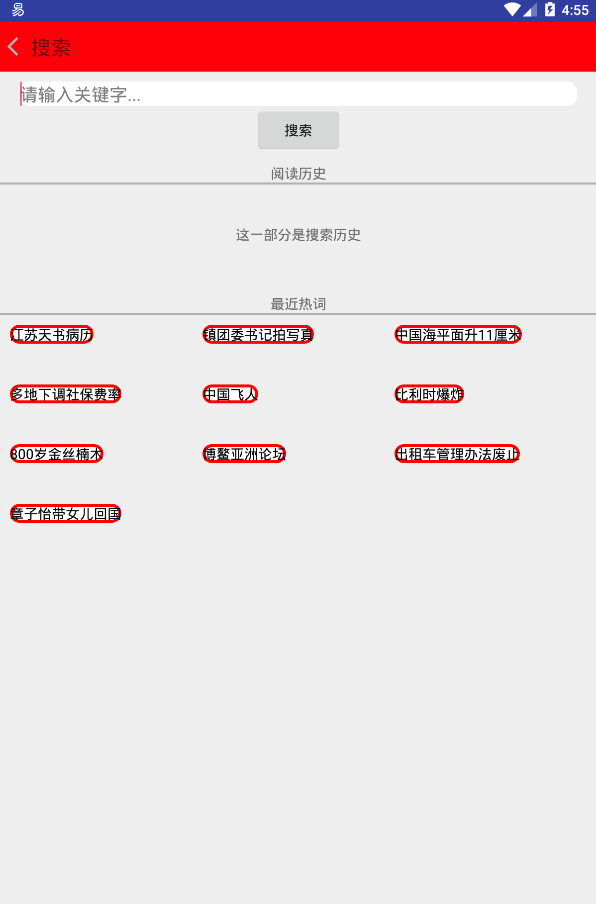 易 4:55
搜索
请输入关键字...
搜索
阅读历史
这一部分是搜索历史
最近热词
江苏天书病历 镇团委书记拍写真 中国海平面升11厘米
多地下调社保费率 中国飞人 比利时爆炸
800岁金丝楠木 博鳌亚洲论坛 出租车管理办法废止
章子怡带女儿回国